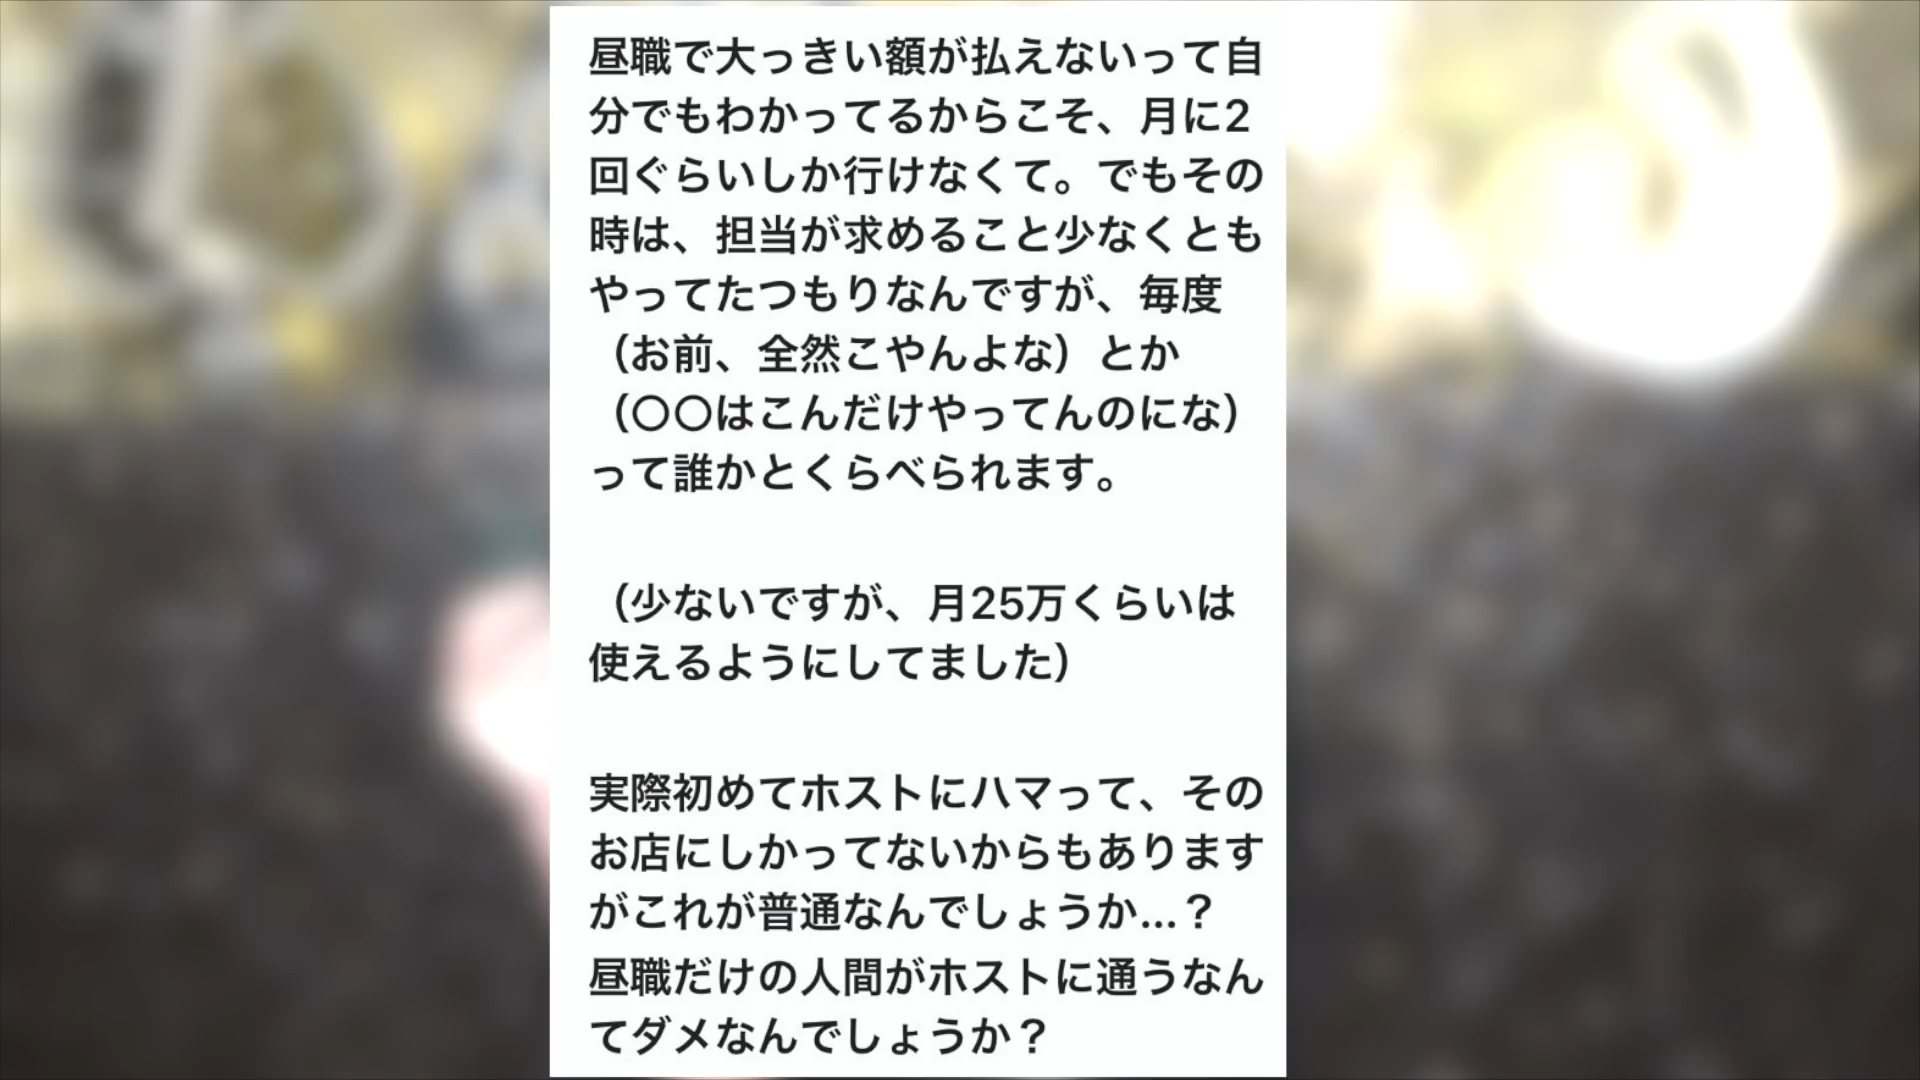 昼職で大っきい額が払えないって自
分でもわかってるからこそ、月に2
回ぐらいしか行けなくて。でもその
時は、担当が求めること少なくとも
やってたつもりなんですが、毎度
（お前、全然こやんよな）とか
（○○はこんだけやってんのにな）
って誰かとくらべられます。
（少ないですが、月25万くらいは
使えるようにしてました）
実際初めてホストにハマって、その
お店にしかってないからもあります
がこれが普通なんでしょうか...？
昼職だけの人間がホストに通うなん
てダメなんでしょうか？